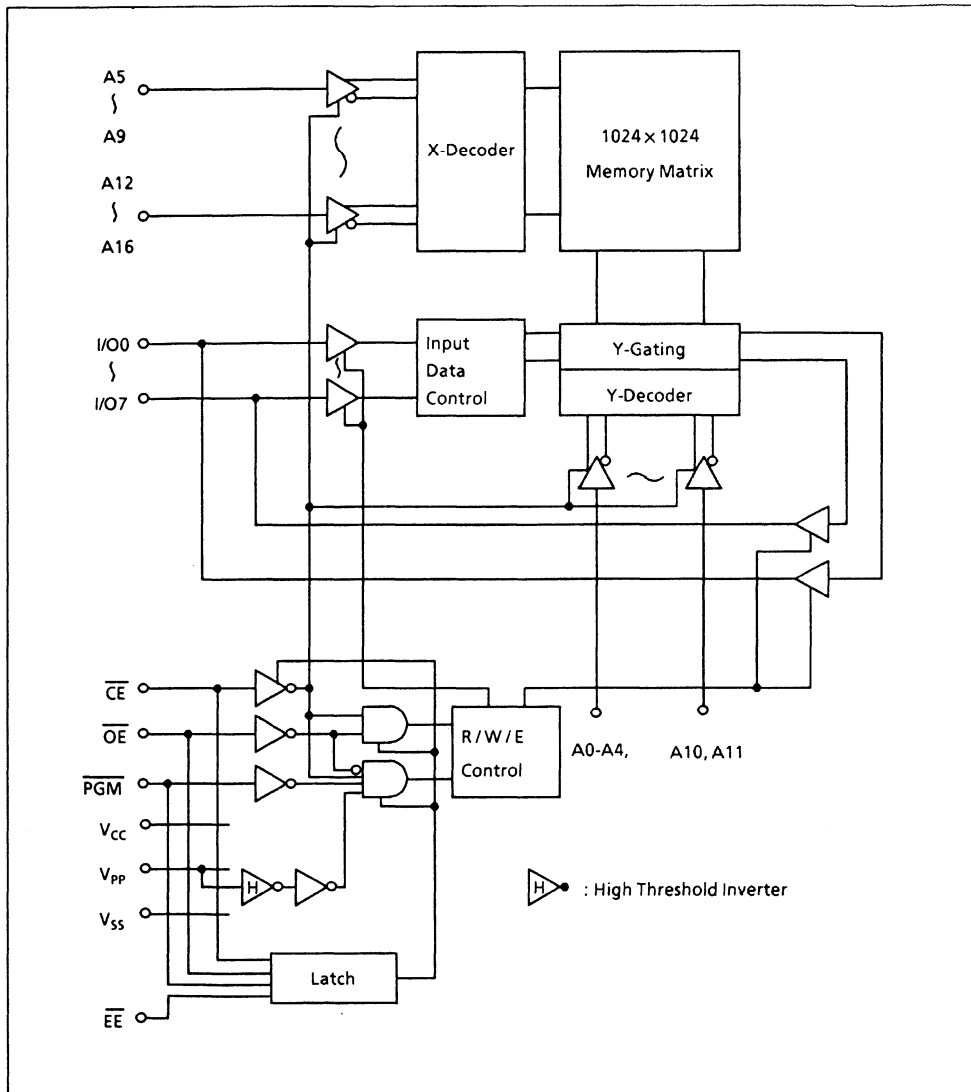 A5
A9
A12
A16
X-Decoder
1024 × 1024
Memory Matrix
I/O0
I/O7
Input
Data
Control
Y-Gating
Y-Decoder
CE
OE
PGM
VCC
VPP
VSS
EE
H
R / W / E
Control
A0-A4,
A10, A11
H : High Threshold Inverter
Latch